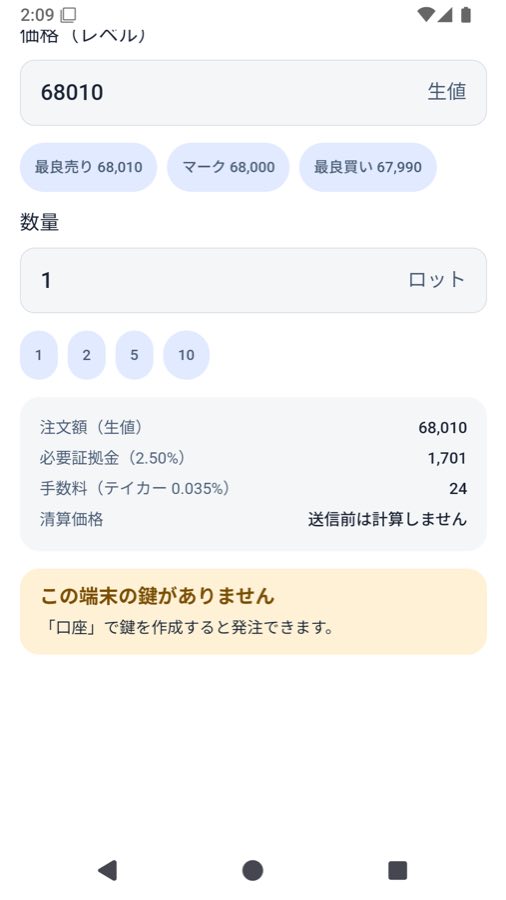 2:09
価格（レベル）
68010 生値
最良売り 68,010 マーク 68,000 最良買い 67,990
数量
1 ロット
1 2 5 10
注文額（生値） 68,010
必要証拠金（2.50%） 1,701
手数料（テイカー 0.035%） 24
清算価格 送信前は計算しません
この端末の鍵がありません
「口座」で鍵を作成すると発注できます。